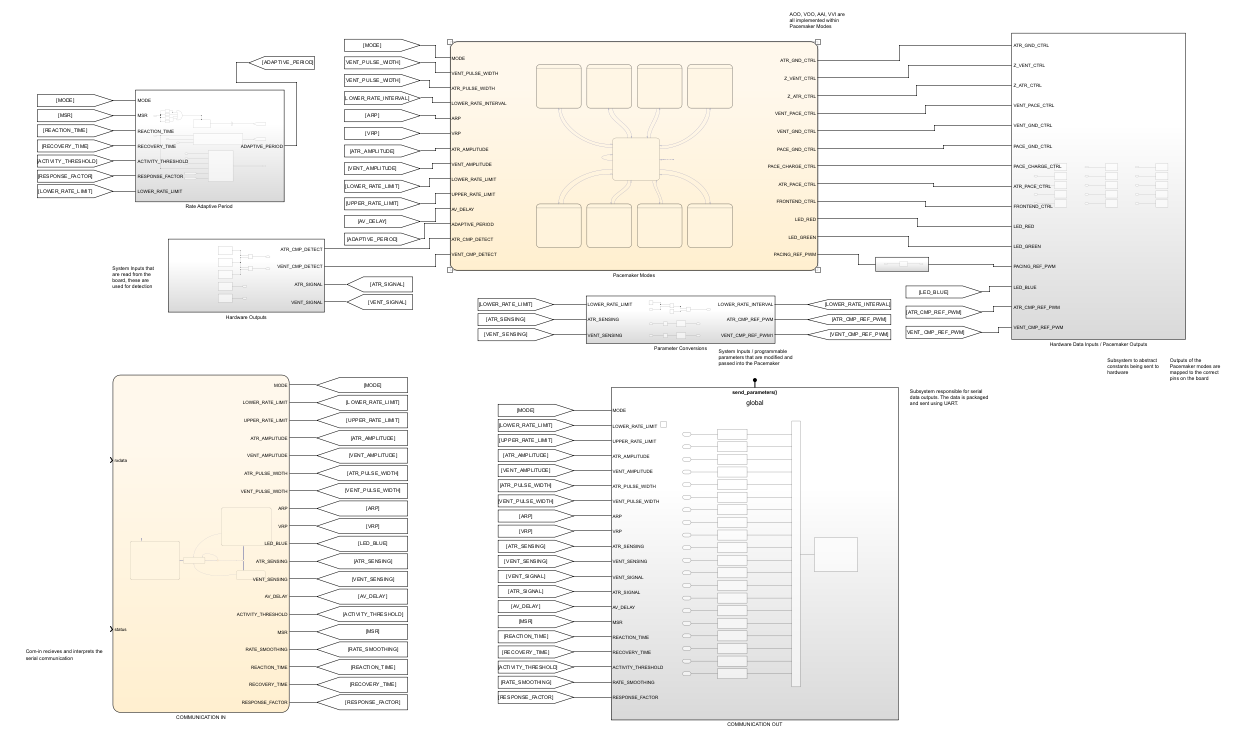 AOO, VOO, AAI, VVI are
all implemented within
Pacemaker Modes
[ADAPTIVE_PERIOD]
[MODE]
[MSR]
[REACTION_TIME]
[RECOVERY_TIME]
[ACTIVITY_THRESHOLD]
[RESPONSE_FACTOR]
[LOWER_RATE_LIMIT]
MODE
MSR
REACTION_TIME
RECOVERY_TIME
ACTIVITY_THRESHOLD
RESPONSE_FACTOR
LOWER_RATE_LIMIT
ADAPTIVE_PERIOD
Rate Adaptive Period
[MODE]
VENT_PULSE_WIDTH]
VENT_PULSE_WIDTH]
LOWER_RATE_INTERVAL]
[ARP]
[VRP]
[ATR_AMPLITUDE]
[VENT_AMPLITUDE]
[LOWER_RATE_LIMIT]
[UPPER_RATE_LIMIT]
[AV_DELAY]
[ADAPTIVE_PERIOD]
MODE
VENT_PULSE_WIDTH
ATR_PULSE_WIDTH
LOWER_RATE_INTERVAL
ARP
VRP
ATR_AMPLITUDE
VENT_AMPLITUDE
LOWER_RATE_LIMIT
UPPER_RATE_LIMIT
AV_DELAY
ADAPTIVE_PERIOD
ATR_CMP_DETECT
VENT_CMP_DETECT
ATR_GND_CTRL
Z_VENT_CTRL
Z_ATR_CTRL
VENT_PACE_CTRL
VENT_GND_CTRL
PACE_GND_CTRL
PACE_CHARGE_CTRL
ATR_PACE_CTRL
FRONTEND_CTRL
LED_RED
LED_GREEN
PACING_REF_PWM
Pacemaker Modes
ATR_GND_CTRL
Z_VENT_CTRL
Z_ATR_CTRL
VENT_PACE_CTRL
VENT_GND_CTRL
PACE_GND_CTRL
PACE_CHARGE_CTRL
ATR_PACE_CTRL
FRONTEND_CTRL
LED_RED
LED_GREEN
PACING_REF_PWM
LED_BLUE
ATR_CMP_REF_PWM
VENT_CMP_REF_PWM
[LED_BLUE]
[ATR_CMP_REF_PWM]
VENT_CMP_REF_PWM]
Hardware Data Inputs / Pacemaker Outputs
Subsystem to abstract
constants being sent to
hardware
Outputs of the
Pacemaker modes are
mapped to the correct
pins on the board
System Inputs that
are read from the
board, these are
used for detection
ATR_CMP_DETECT
VENT_CMP_DETECT
ATR_SIGNAL
VENT_SIGNAL
[ATR_SIGNAL]
[VENT_SIGNAL]
Hardware Outputs
[LOWER_RATE_LIMIT]
[ATR_SENSING]
[VENT_SENSING]
LOWER_RATE_LIMIT
ATR_SENSING
VENT_SENSING
LOWER_RATE_INTERVAL
ATR_CMP_REF_PWM
VENT_CMP_REF_PWM1
[LOWER_RATE_INTERVAL]
[ATR_CMP_REF_PWM]
[VENT_CMP_REF_PWM]
Parameter Conversions
System Inputs / programmable
parameters that are modified and
passed into the Pacemaker
rxdata
status
MODE
LOWER_RATE_LIMIT
UPPER_RATE_LIMIT
ATR_AMPLITUDE
VENT_AMPLITUDE
ATR_PULSE_WIDTH
VENT_PULSE_WIDTH
ARP
VRP
LED_BLUE
ATR_SENSING
VENT_SENSING
AV_DELAY
ACTIVITY_THRESHOLD
MSR
RATE_SMOOTHING
REACTION_TIME
RECOVERY_TIME
RESPONSE_FACTOR
[MODE]
[LOWER_RATE_LIMIT]
[UPPER_RATE_LIMIT]
[ATR_AMPLITUDE]
[VENT_AMPLITUDE]
[ATR_PULSE_WIDTH]
[VENT_PULSE_WIDTH]
[ARP]
[VRP]
[LED_BLUE]
[ATR_SENSING]
[VENT_SENSING]
[AV_DELAY]
[ACTIVITY_THRESHOLD]
[MSR]
[RATE_SMOOTHING]
[REACTION_TIME]
[RECOVERY_TIME]
[RESPONSE_FACTOR]
COMMUNICATION IN
Com-in recieves and interprets the
serial communication
send_parameters()
global
[MODE]
[LOWER_RATE_LIMIT]
[UPPER_RATE_LIMIT]
[ATR_AMPLITUDE]
[VENT_AMPLITUDE]
[ATR_PULSE_WIDTH]
VENT_PULSE_WIDTH]
[ARP]
[VRP]
[ATR_SENSING]
[VENT_SENSING]
[VENT_SIGNAL]
[ATR_SIGNAL]
[AV_DELAY]
[MSR]
[REACTION_TIME]
[RECOVERY_TIME]
[ACTIVITY_THRESHOLD]
[RATE_SMOOTHING]
[RESPONSE_FACTOR]
MODE
LOWER_RATE_LIMIT
UPPER_RATE_LIMIT
ATR_AMPLITUDE
VENT_AMPLITUDE
ATR_PULSE_WIDTH
VENT_PULSE_WIDTH
ARP
VRP
ATR_SENSING
VENT_SENSING
VENT_SIGNAL
ATR_SIGNAL
AV_DELAY
MSR
REACTION_TIME
RECOVERY_TIME
ACTIVITY_THRESHOLD
RATE_SMOOTHING
RESPONSE_FACTOR
COMMUNICATION OUT
Subsystem responsible for serial
data outputs. The data is packaged
and sent using UART.